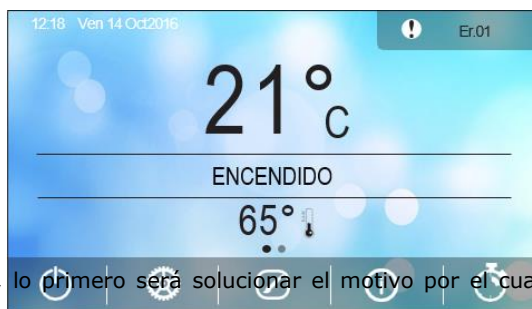 12:18 Ven 14 Oct2016
Er.01
21°C
ENCENDIDO
65°
lo primero será solucionar el motivo por el cua